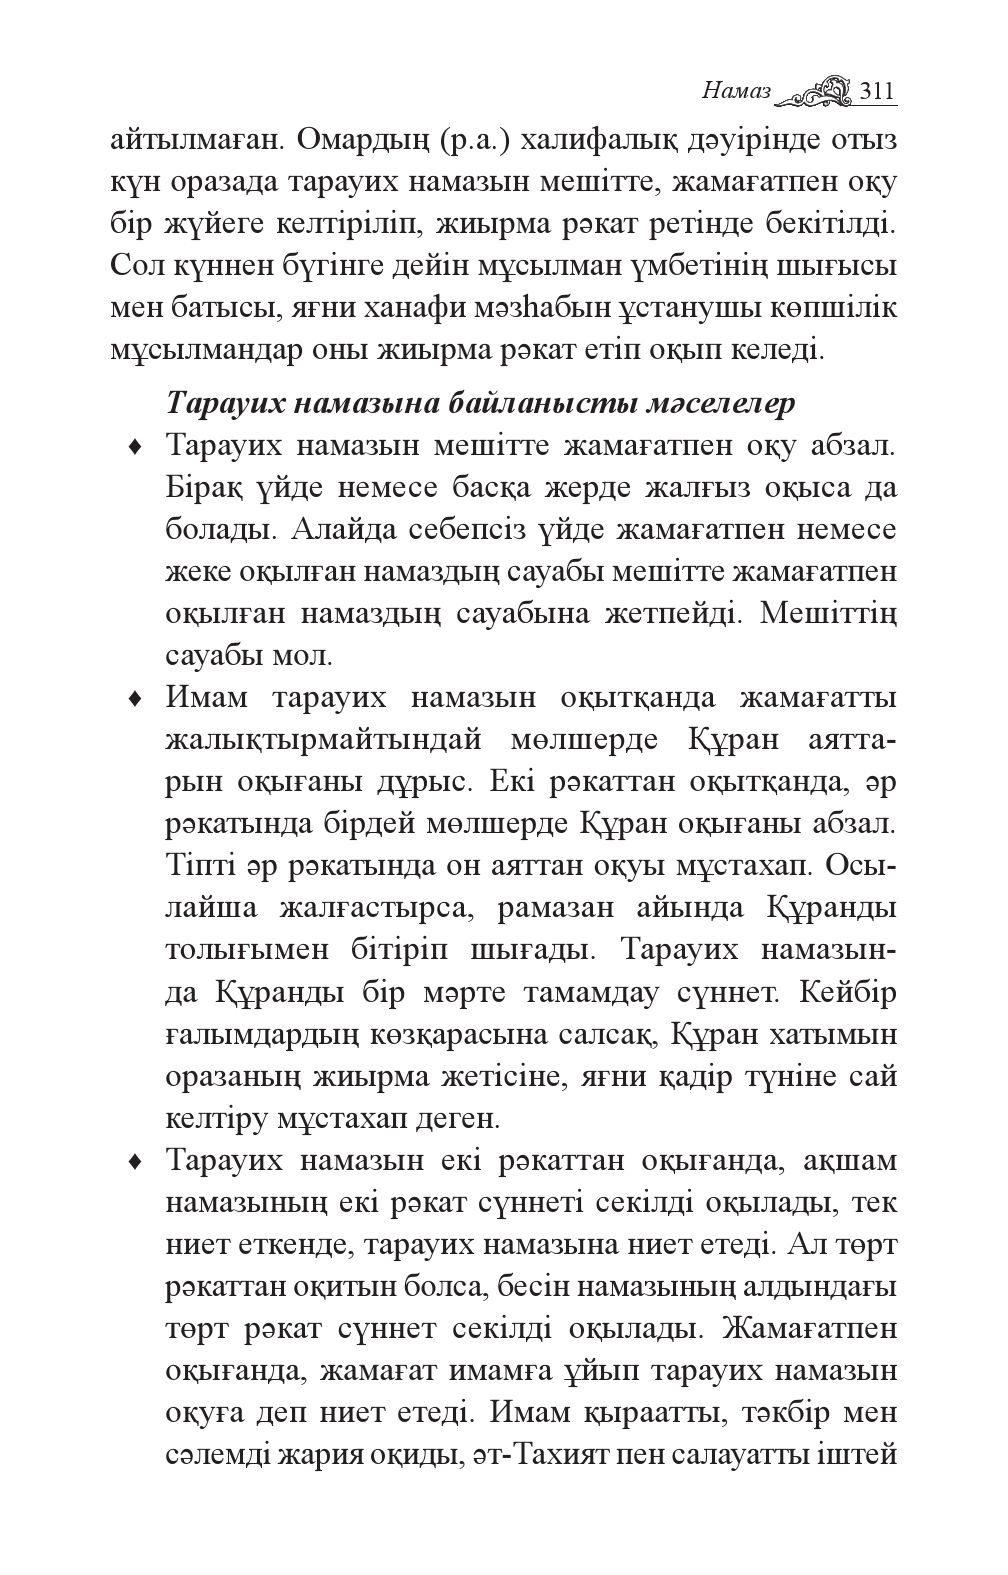 Намаз 311
айтылмаған. Омардың (р.а.) халифалық дәуірінде отыз
күн оразада тарауих намазын мешітте, жамағатпен оқу
бір жүйеге келтіріліп, жиырма рәкат ретінде бекітілді.
Сол күннен бүгінге дейін мұсылман үмбетінің шығысы
мен батысы, яғни ханафи мәзһабын ұстанушы көпшілік
мұсылмандар оны жиырма рәкат етіп оқып келеді.
Тарауих намазына байланысты мәселелер
♦ Тарауих намазын мешітте жамағатпен оқу абзал.
Бірақ үйде немесе басқа жерде жалғыз оқыса да
болады. Алайда себепсіз үйде жамағатпен немесе
жеке оқылған намаздың сауабы мешітте жамағатпен
оқылған намаздың сауабына жетпейді. Мешіттің
сауабы мол.
♦ Имам тарауих намазын оқытқанда жамағатты
жалықтырмайтындай мөлшерде Құран аятта-
рын оқығаны дұрыс. Екі рәкаттан оқытқанда, әр
рәкатында бірдей мөлшерде Құран оқығаны абзал.
Тіпті әр рәкатында он аяттан оқуы мұстахап. Осы-
лайша жалғастырса, рамазан айында Құранды
толығымен бітіріп шығады. Тарауих намазын-
да Құранды бір мәрте тамамдау сүннет. Кейбір
ғалымдардың көзқарасына салсақ, Құран хатымын
оразаның жиырма жетісіне, яғни қадір түніне сай
келтіру мұстахап деген.
♦ Тарауих намазын екі рәкаттан оқығанда, ақшам
намазының екі рәкат сүннеті секілді оқылады, тек
ниет еткенде, тарауих намазына ниет етеді. Ал төрт
рәкаттан оқитын болса, бесін намазының алдындағы
төрт рәкат сүннет секілді оқылады. Жамағатпен
оқығанда, жамағат имамға ұйып тарауих намазын
оқуға деп ниет етеді. Имам қыраатты, тәкбір мен
сәлемді жария оқиды, әт-Тахият пен салауатты іштей